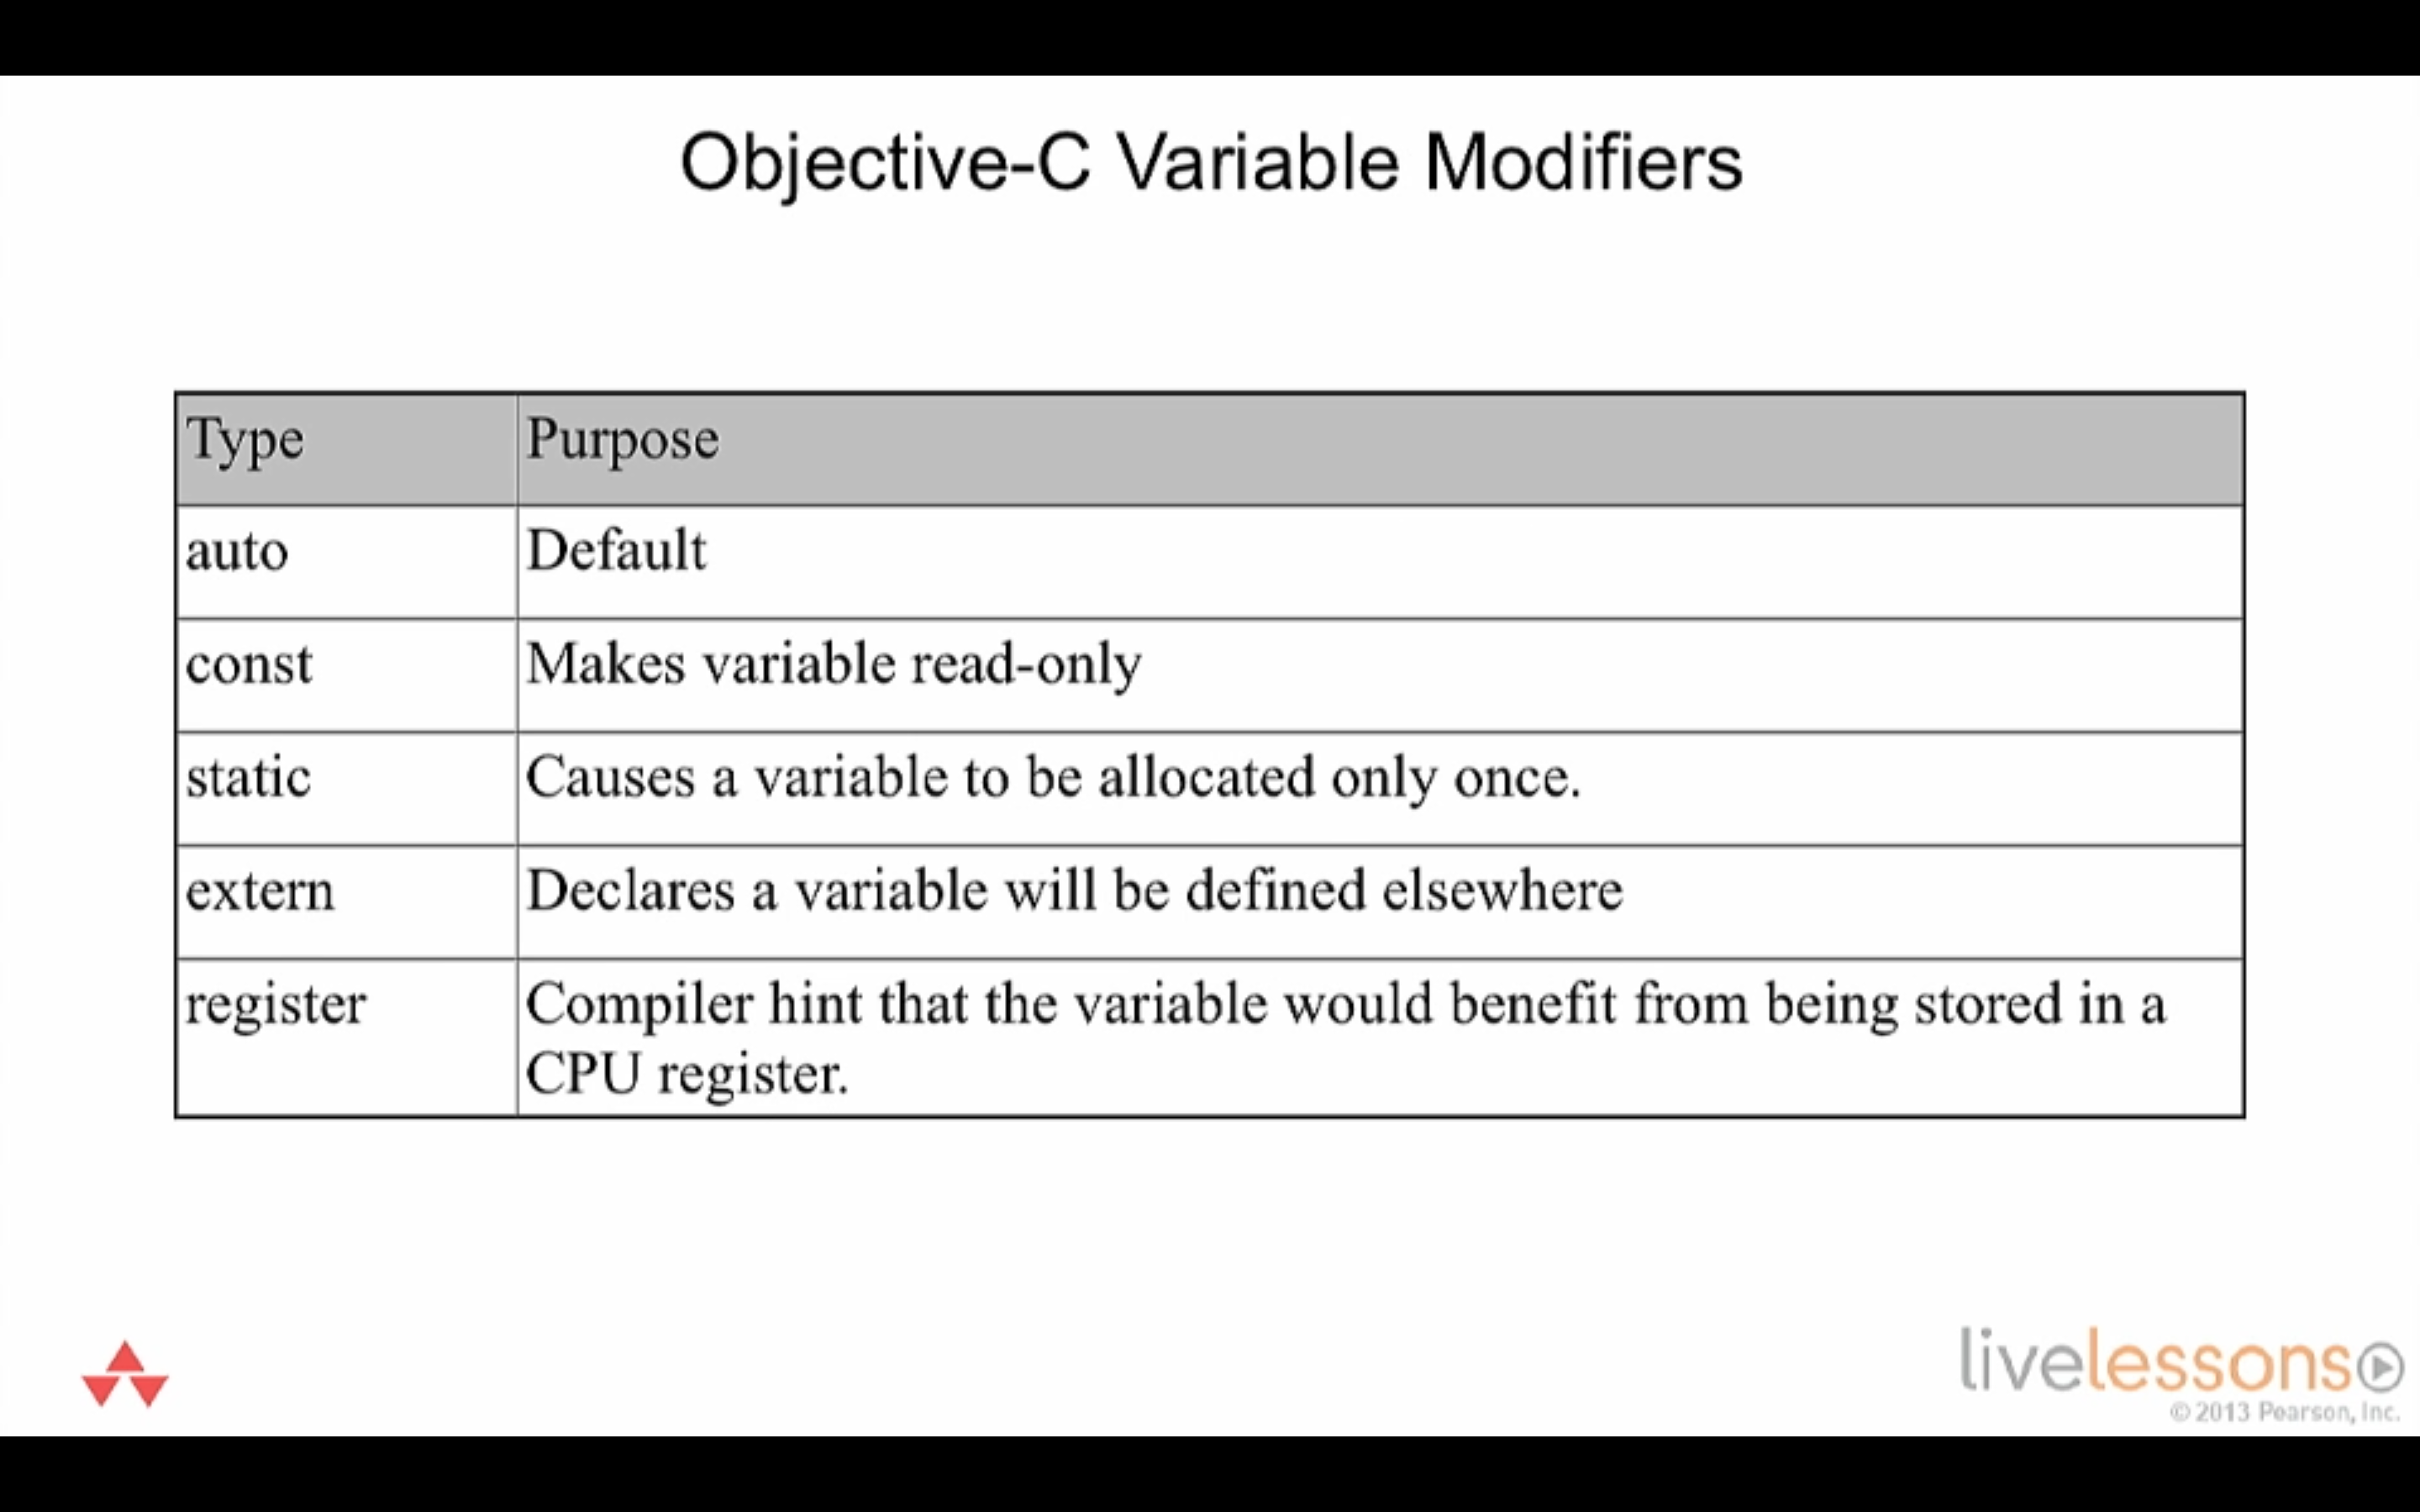 Objective-C Variable Modifiers
Type Purpose
auto Default
const Makes variable read-only
static Causes a variable to be allocated only once.
extern Declares a variable will be defined elsewhere
register Compiler hint that the variable would benefit from being stored in a
CPU register.
livelessons
© 2013 Pearson, Inc.